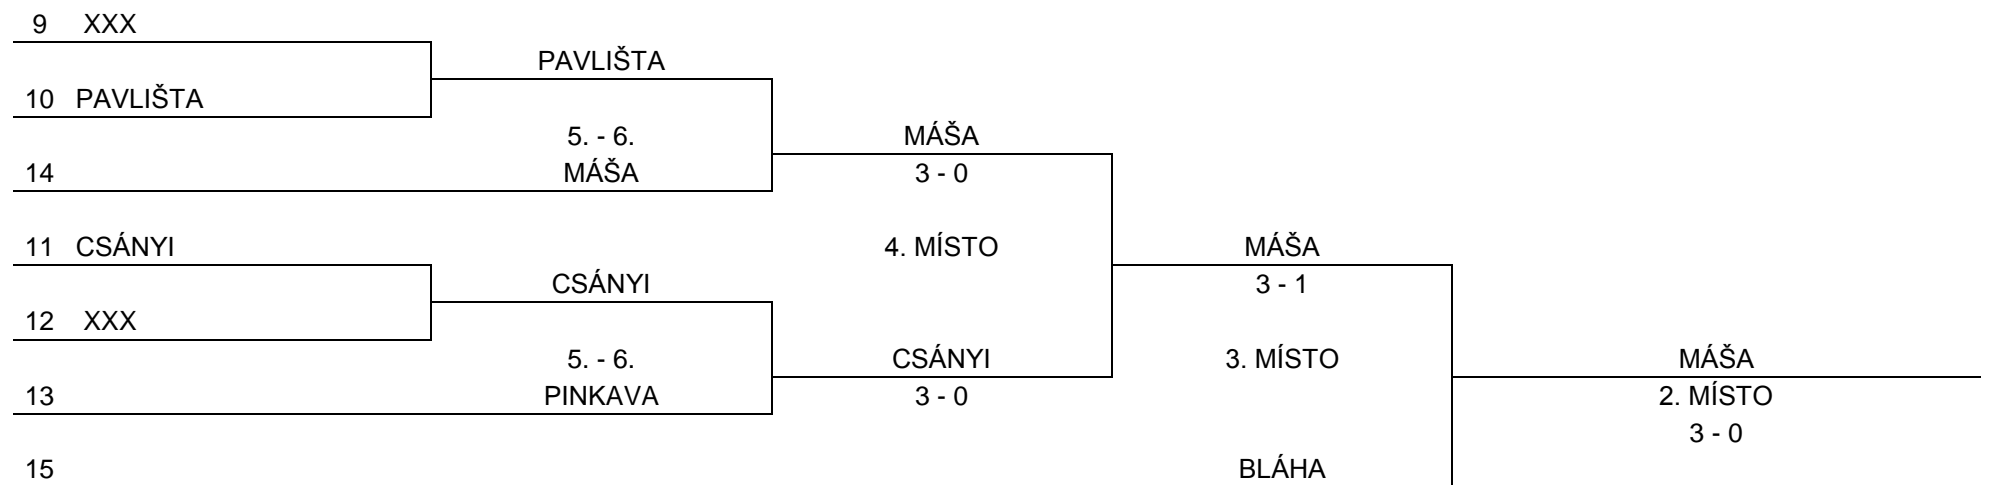 9 XXX
PAVLIŠTA
10 PAVLIŠTA
5. - 6. MÁŠA
14 MÁŠA 3 - 0
11 CSÁNYI 4. MÍSTO MÁŠA
CSÁNYI 3 - 1
12 XXX
5. - 6. CSÁNYI 3. MÍSTO MÁŠA
13 PINKAVA 3 - 0 2. MÍSTO
3 - 0
15 BLÁHA